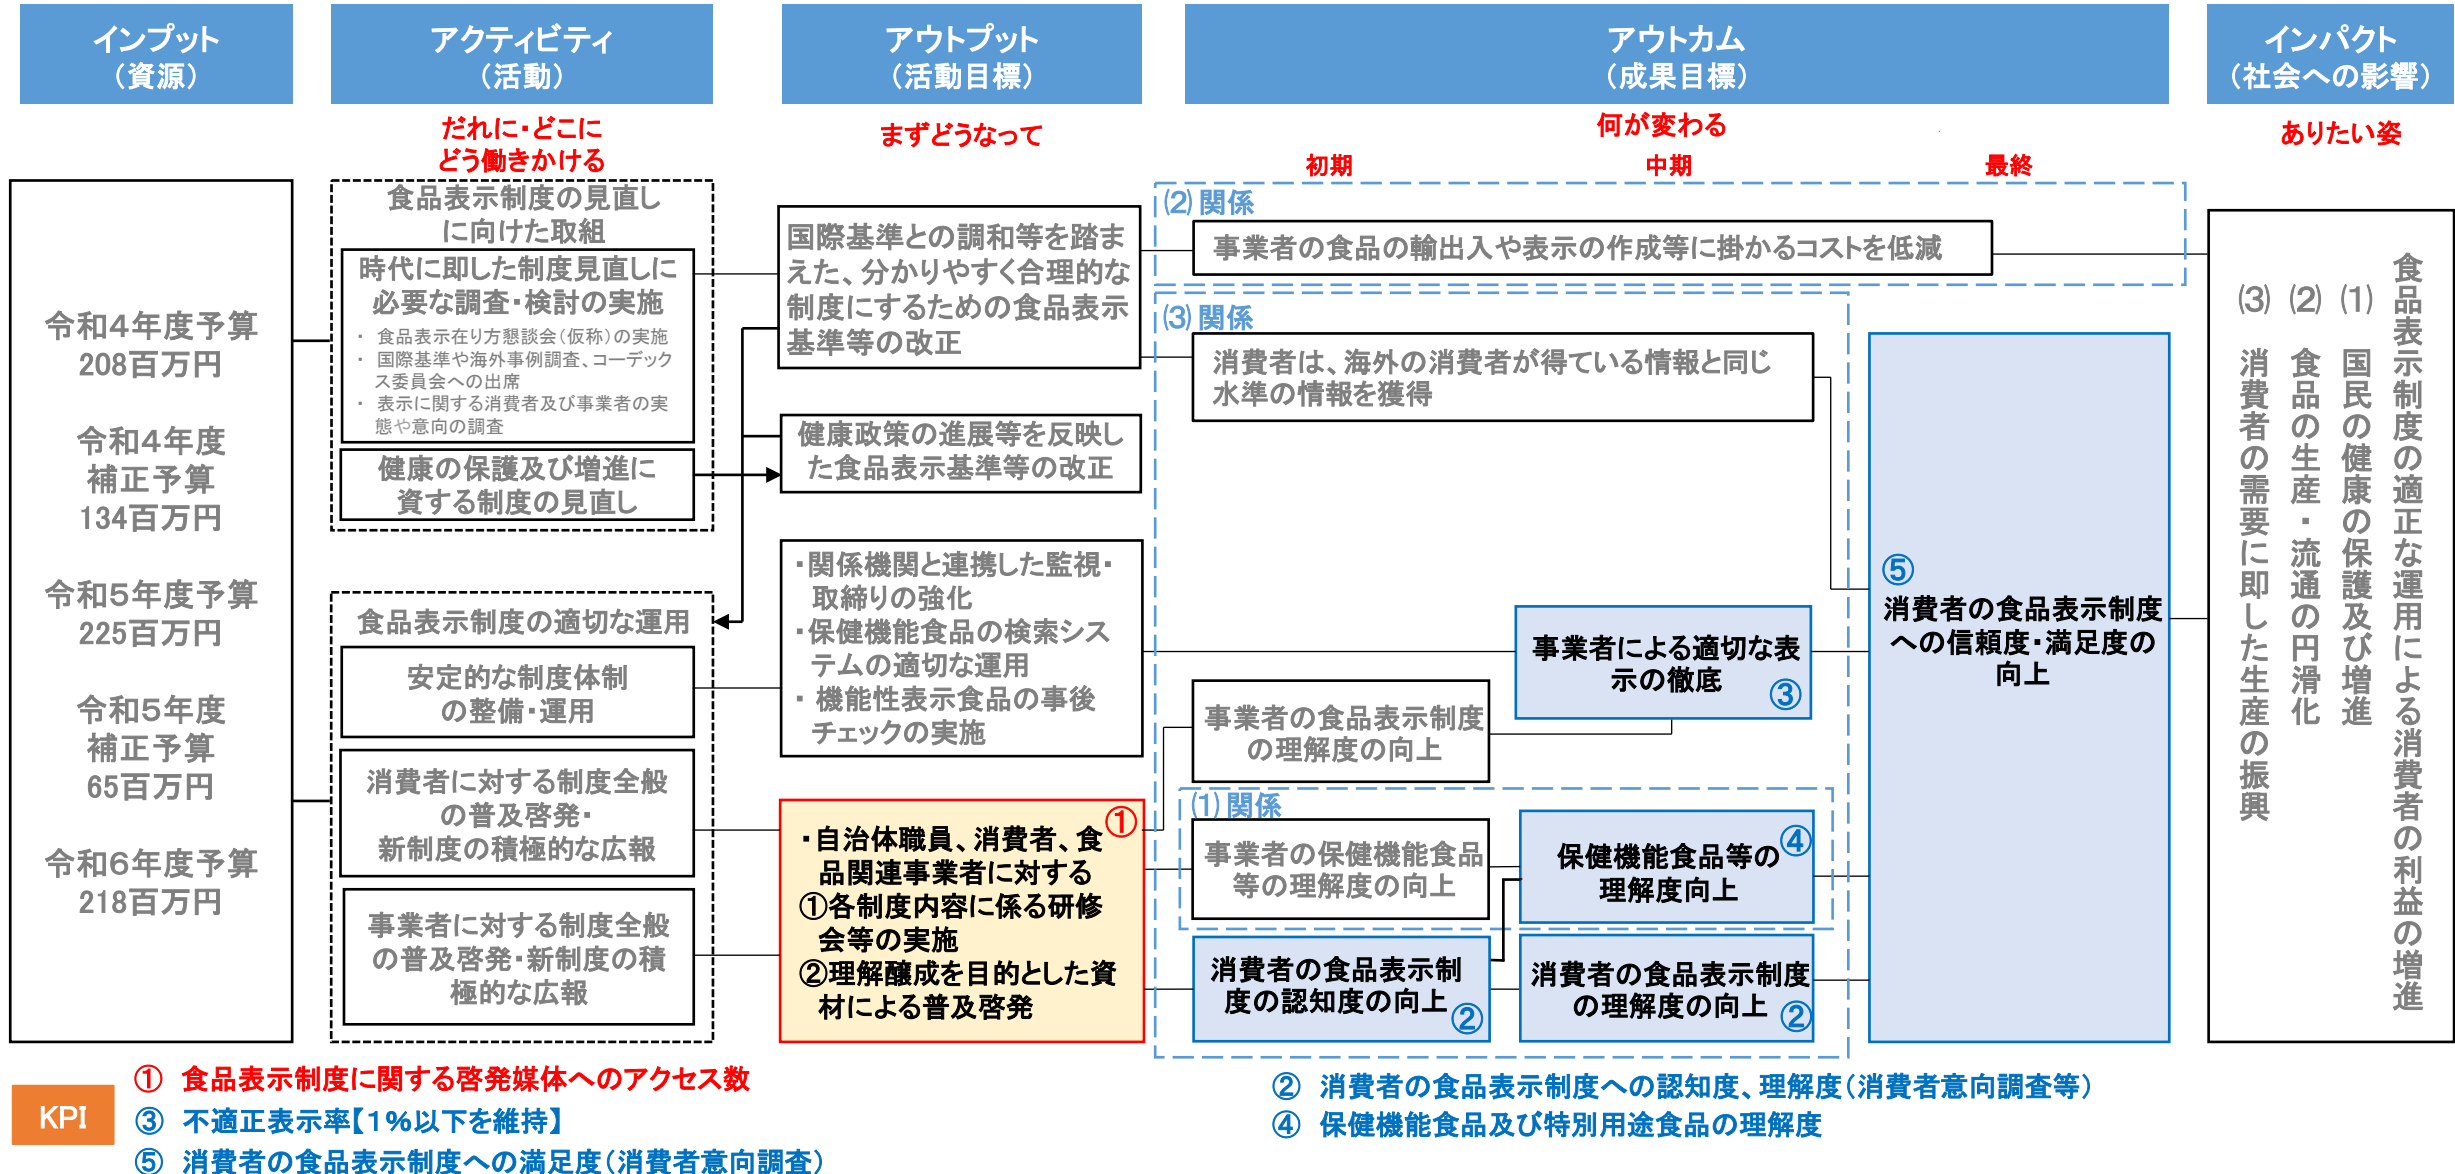 インプット
（資源）
アクティビティ
（活動）
アウトプット
（活動目標）
アウトカム
（成果目標）
インパクト
（社会への影響）
だれに・どこに
どう働きかける
まずどうなって
何が変わる
初期
中期
最終
ありたい姿
令和４年度予算
208百万円
令和４年度
補正予算
134百万円
令和５年度予算
225百万円
令和５年度
補正予算
65百万円
令和６年度予算
218百万円
食品表示制度の見直し
に向けた取組
時代に即した制度見直しに
必要な調査・検討の実施
・ 食品表示在り方懇談会（仮称）の実施
・ 国際基準や海外事例調査、コーデック
ス委員会への出席
・ 表示に関する消費者及び事業者の実
態や意向の調査
健康の保護及び増進に
資する制度の見直し
食品表示制度の適切な運用
安定的な制度体制
の整備・運用
消費者に対する制度全般
の普及啓発・
新制度の積極的な広報
事業者に対する制度全般
の普及啓発・新制度の積
極的な広報
国際基準との調和等を踏ま
えた、分かりやすく合理的な
制度にするための食品表示
基準等の改正
健康政策の進展等を反映し
た食品表示基準等の改正
・関係機関と連携した監視・
取締りの強化
・保健機能食品の検索シス
テムの適切な運用
・ 機能性表示食品の事後
チェックの実施
①
・自治体職員、消費者、食
品関連事業者に対する
①各制度内容に係る研修
会等の実施
②理解醸成を目的とした資
材による普及啓発
⑵関係
事業者の食品の輸出入や表示の作成等に掛かるコストを低減
⑶関係
消費者は、海外の消費者が得ている情報と同じ
水準の情報を獲得
事業者による適切な表
示の徹底
③
事業者の食品表示制度
の理解度の向上
⑴関係
事業者の保健機能食品
等の理解度の向上
④
保健機能食品等の
理解度向上
消費者の食品表示制
度の認知度の向上
②
消費者の食品表示制度
の理解度の向上
②
⑤
消費者の食品表示制度
への信頼度・満足度の
向上
食品表示制度の適正な運用による消費者の利益の増進
⑴ 国民の健康の保護及び増進
⑵ 食品の生産・流通の円滑化
⑶ 消費者の需要に即した生産の振興
KPI
① 食品表示制度に関する啓発媒体へのアクセス数
③ 不適正表示率【１％以下を維持】
⑤ 消費者の食品表示制度への満足度（消費者意向調査）
② 消費者の食品表示制度への認知度、理解度（消費者意向調査等）
④ 保健機能食品及び特別用途食品の理解度